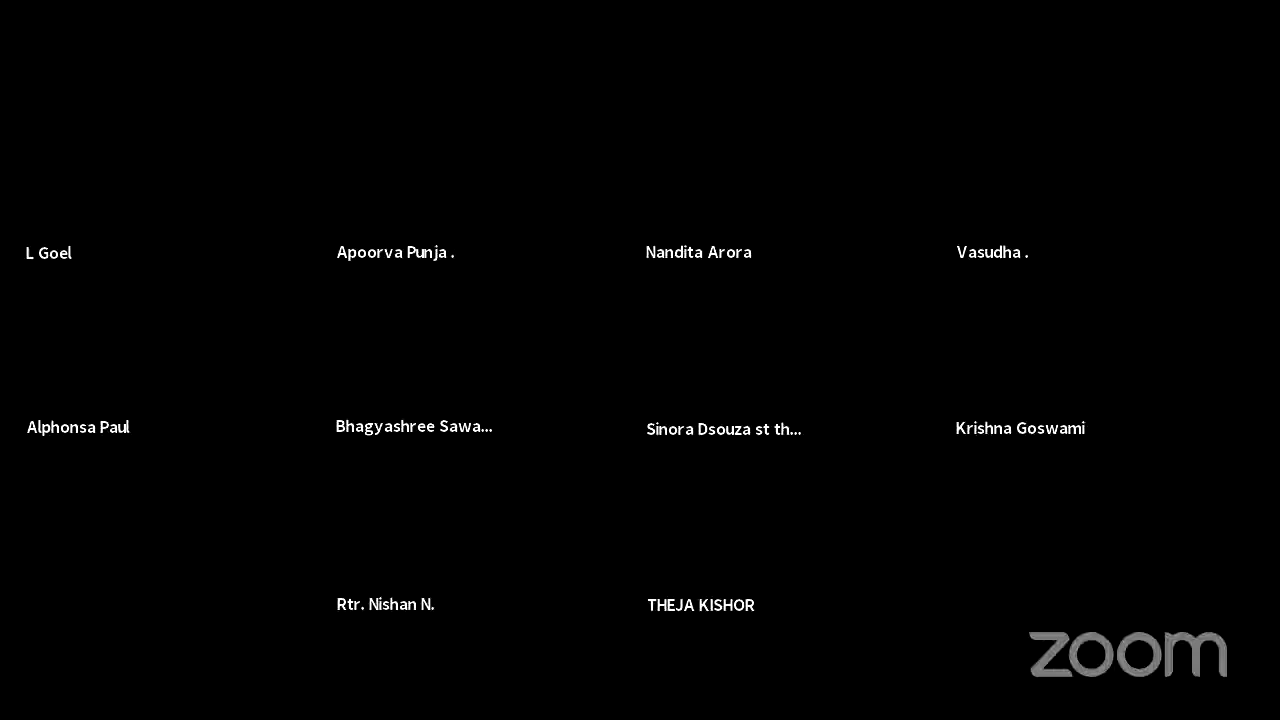 L Goel
Apoorva Punja .
Nandita Arora
Vasudha .
Alphonsa Paul
Bhagyashree Sawa...
Sinora Dsouza st th...
Krishna Goswami
Rtr. Nishan N.
THEJA KISHOR
zoom